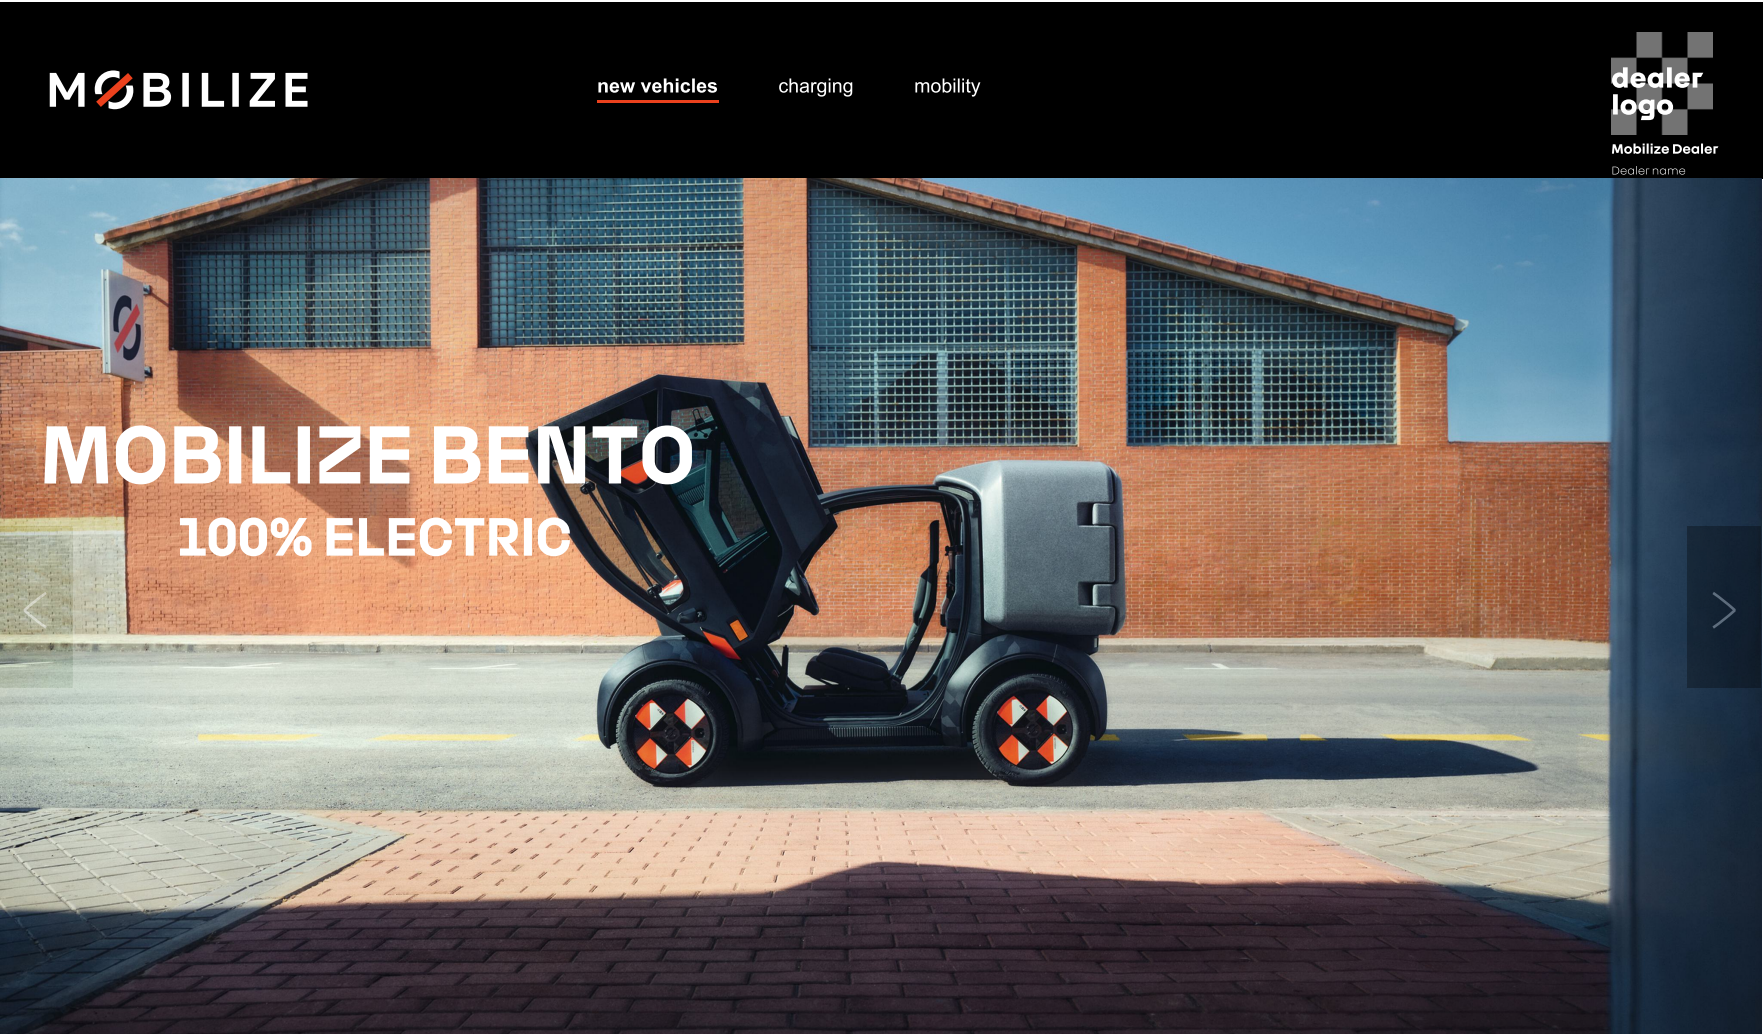 MOBILIZE
new vehicles
charging
mobility
dealer
logo
Mobilize Dealer
Dealer name
MOBILIZE BENTO
100% ELECTRIC